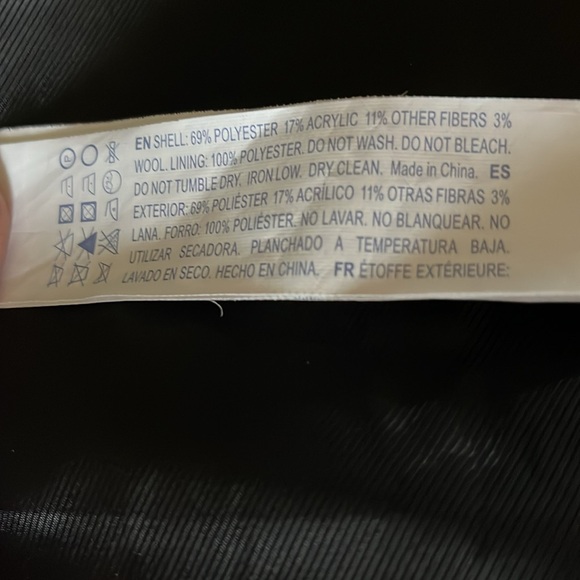 EN SHELL: 69% POLYESTER 17% ACRYLIC 11% OTHER FIBERS 3%
WOOL. LINING: 100% POLYESTER. DO NOT WASH. DO NOT BLEACH.
DO NOT TUMBLE DRY. IRON LOW. DRY CLEAN. Made in China. ES
EXTERIOR: 69% POLIÉSTER 17% ACRÍLICO 11% OTRAS FIBRAS 3%
LANA. FORRO: 100% POLIÉSTER. NO LAVAR. NO BLANQUEAR. NO
UTILIZAR SECADORA. PLANCHADO A TEMPERATURA BAJA.
LAVADO EN SECO. HECHO EN CHINA. FR ÉTOFFE EXTÉRIEURE: